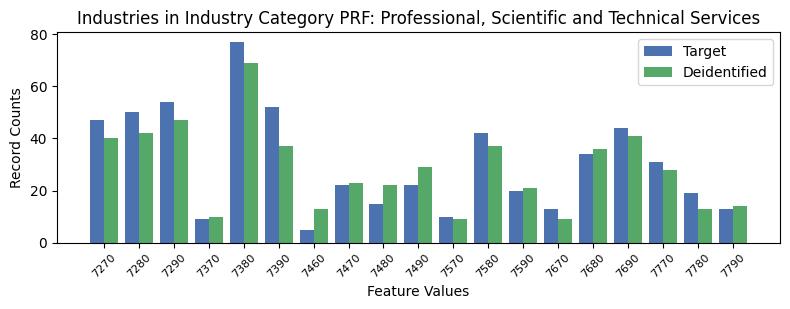 Industries in Industry Category PRF: Professional, Scientific and Technical Services
Target
Deidentified
Record Counts
80
60
40
20
0
7270 7280 7290 7370 7380 7390 7460 7470 7480 7490 7570 7580 7590 7670 7680 7690 7770 7780 7790
Feature Values